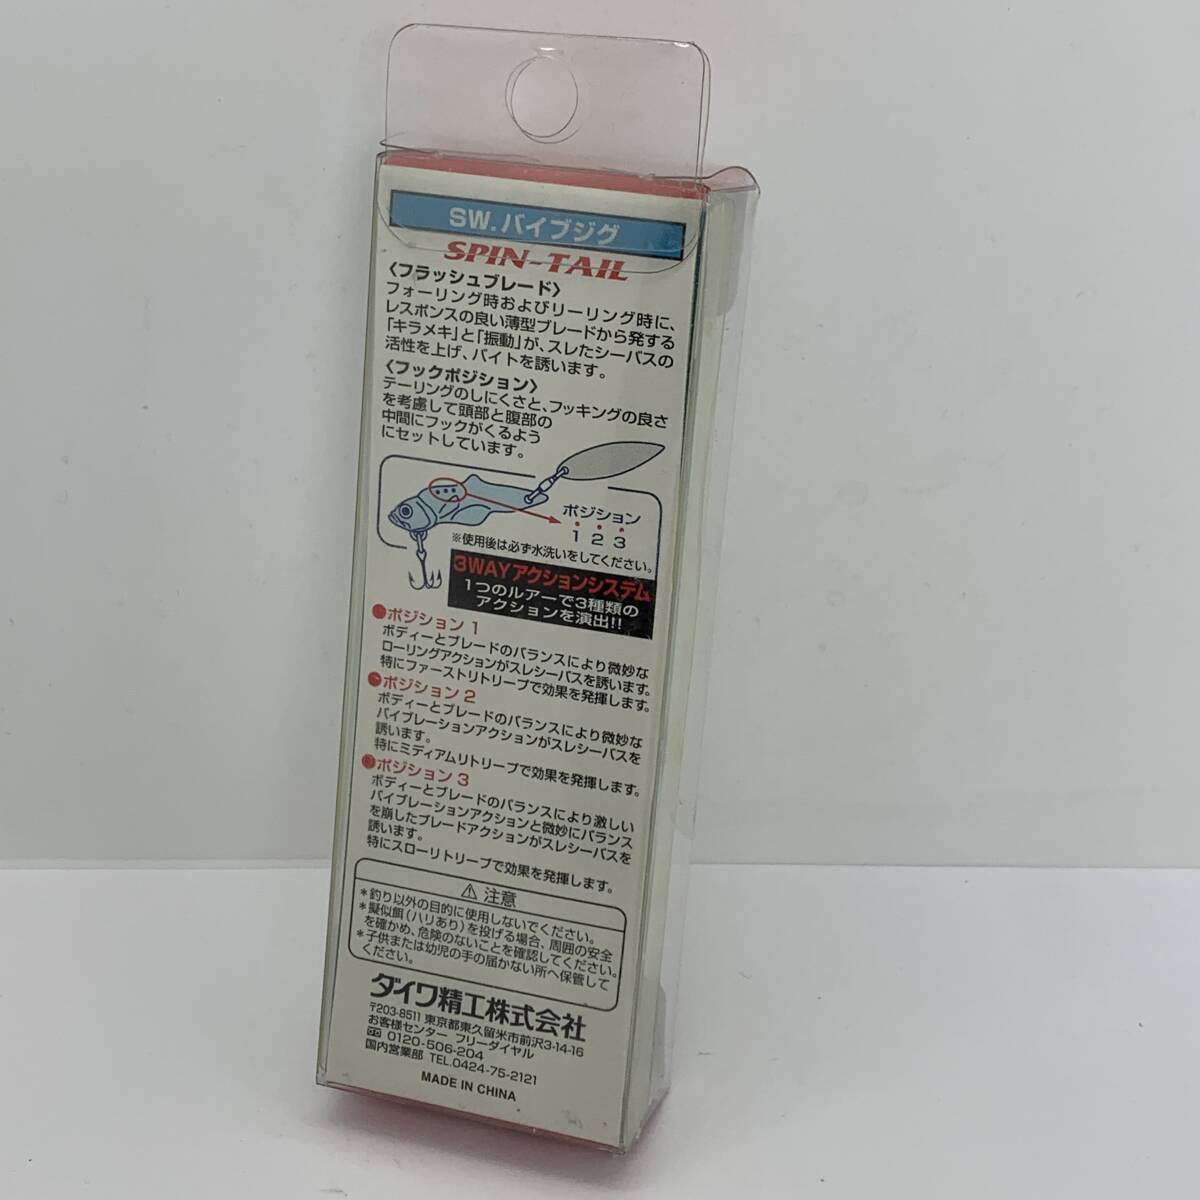 SW.バイブジグ
SPIN-TAIL
〈フラッシュブレード〉
フォーリング時およびリーリング時に、
レスポンスの良い薄型ブレードから発する
「キラメキ」と「振動」が、スレたシーバスの
活性を上げ、バイトを誘います。
〈フックポジション〉
テーリングのしにくさと、フッキングの良さ
を考慮して頭部と腹部の
中間にフックがくるよう
にセットしています。
ポジション
1 2 3
※使用後は必ず水洗いをしてください。
3WAYアクションシステム
1つのルアーで3種類の
アクションを演出!!
●ポジション1
ボディーとブレードのバランスにより微妙な
ローリングアクションがスレシーバスを誘います。
特にファーストリトリーブで効果を発揮します。
●ポジション2
ボディーとブレードのバランスにより微妙な
バイブレーションアクションがスレシーバスを
誘います。
特にミディアムリトリーブで効果を発揮します。
●ポジション3
ボディーとブレードのバランスにより激しい
バイブレーションアクションと微妙にバランス
を崩したブレードアクションがスレシーバスを
誘います。
特にスローリトリーブで効果を発揮します。
⚠ 注意
＊釣り以外の目的に使用しないでください。
＊擬似餌（ハリあり）を投げる場合、周囲の安全
を確かめ、危険のないことを確認してください。
＊子供または幼児の手の届かない所へ保管して
ください。
ダイワ精工株式会社
〒203-8511 東京都東久留米市前沢3-14-16
お客様センター フリーダイヤル
0120-506-204
国内営業部 TEL.0424-75-2121
MADE IN CHINA